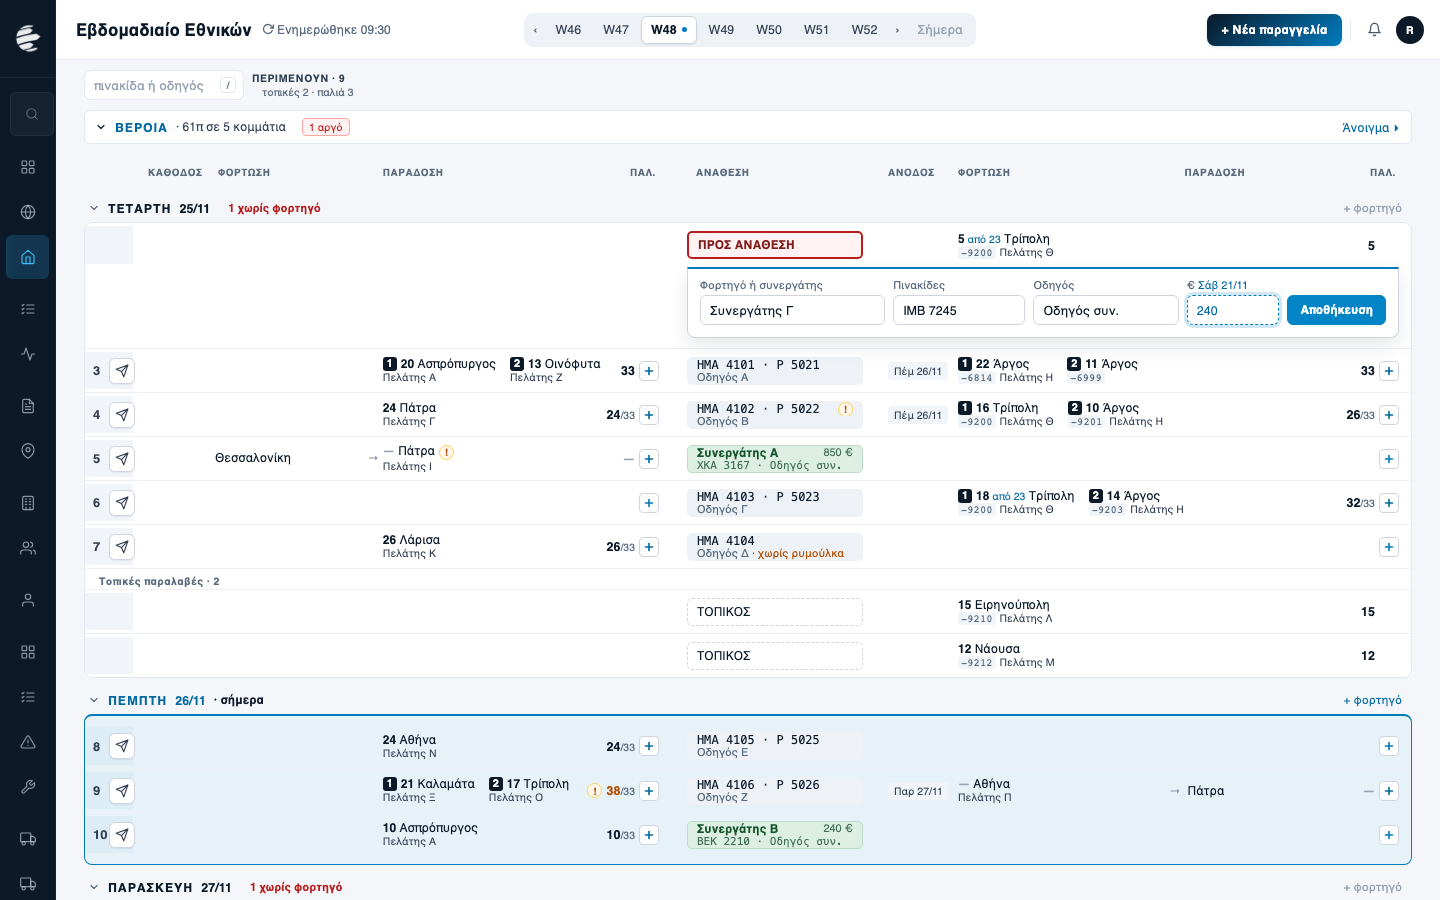 Εβδομαδιαίο Εθνικών Ενημερώθηκε 09:30 ‹ W46 W47 W48 W49 W50 W51 W52 › Σήμερα + Νέα παραγγελία R
πινακίδα ή οδηγός / ΠΕΡΙΜΕΝΟΥΝ · 9
τοπικές 2 · παλιά 3
ΒΕΡΟΙΑ · 61π σε 5 κομμάτια 1 αργό Άνοιγμα
ΚΑΘΟΔΟΣ ΦΟΡΤΩΣΗ ΠΑΡΑΔΟΣΗ ΠΑΛ. ΑΝΑΘΕΣΗ ΑΝΟΔΟΣ ΦΟΡΤΩΣΗ ΠΑΡΑΔΟΣΗ ΠΑΛ.
ΤΕΤΑΡΤΗ 25/11 1 χωρίς φορτηγό + φορτηγό
ΠΡΟΣ ΑΝΑΘΕΣΗ 5 από 23 Τρίπολη 5
−9200 Πελάτης Θ
Φορτηγό ή συνεργάτης Πινακίδες Οδηγός € Σάβ 21/11
Συνεργάτης Γ ΙΜΒ 7245 Οδηγός συν. 240 Αποθήκευση
3 1 20 Ασπρόπυργος 2 13 Οινόφυτα 33 + ΗΜΑ 4101 · Ρ 5021 Πέμ 26/11 1 22 Άργος 2 11 Άργος 33 +
Πελάτης Α Πελάτης Ζ Οδηγός Α −6814 Πελάτης Η −6999
4 24 Πάτρα 24/33 + ΗΜΑ 4102 · Ρ 5022 ! Πέμ 26/11 1 16 Τρίπολη 2 10 Άργος 26/33 +
Πελάτης Γ Οδηγός Β −9200 Πελάτης Θ −9201 Πελάτης Η
5 Θεσσαλονίκη → — Πάτρα ! — + Συνεργάτης Α 850 € +
Πελάτης Ι ΧΚΑ 3167 · Οδηγός συν.
6 + ΗΜΑ 4103 · Ρ 5023 1 18 από 23 Τρίπολη 2 14 Άργος 32/33 +
Οδηγός Γ −9200 Πελάτης Θ −9203 Πελάτης Η
7 26 Λάρισα 26/33 + ΗΜΑ 4104 +
Πελάτης Κ Οδηγός Δ · χωρίς ρυμούλκα
Τοπικές παραλαβές · 2
ΤΟΠΙΚΟΣ 15 Ειρηνούπολη 15
−9210 Πελάτης Λ
ΤΟΠΙΚΟΣ 12 Νάουσα 12
−9212 Πελάτης Μ
ΠΕΜΠΤΗ 26/11 · σήμερα + φορτηγό
8 24 Αθήνα 24/33 + ΗΜΑ 4105 · Ρ 5025 +
Πελάτης Ν Οδηγός Ε
9 1 21 Καλαμάτα 2 17 Τρίπολη ! 38/33 + ΗΜΑ 4106 · Ρ 5026 Παρ 27/11 — Αθήνα → Πάτρα — +
Πελάτης Ξ Πελάτης Ο Οδηγός Ζ Πελάτης Π
10 10 Ασπρόπυργος 10/33 + Συνεργάτης Β 240 € +
Πελάτης Α ΒΕΚ 2210 · Οδηγός συν.
ΠΑΡΑΣΚΕΥΗ 27/11 1 χωρίς φορτηγό + φορτηγό